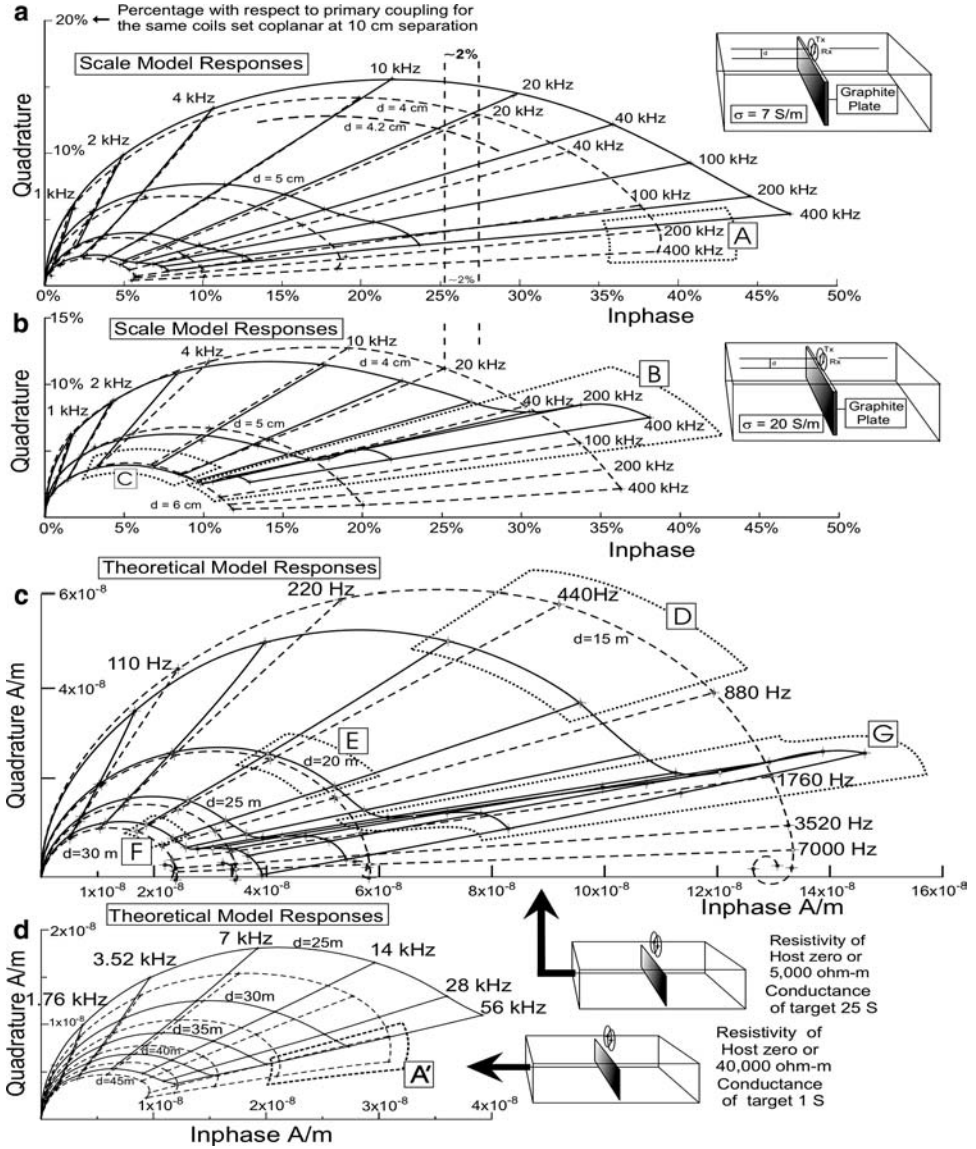 a
20%
Percentage with respect to primary coupling for
the same coils set coplanar at 10 cm separation
Scale Model Responses
~2%
10 kHz
20 kHz
4 kHz
d = 4 cm
20 kHz
40 kHz
d = 4.2 cm
2 kHz
40 kHz
10%
100 kHz
d = 5 cm
1 kHz
100 kHz
200 kHz
400 kHz
200 kHz
A
400 kHz
~2%
Quadrature
0% 5% 10% 15% 20% 25% 30% 35% 40% 45% 50%
Inphase
Tx
Rx
d
Graphite
Plate
σ = 7 S/m
b
15%
Scale Model Responses
10 kHz
4 kHz
d = 4 cm
20 kHz
B
10%
2 kHz
40 kHz
200 kHz
1 kHz
400 kHz
d = 5 cm
100 kHz
C
200 kHz
d = 6 cm
400 kHz
Quadrature
0% 5% 10% 15% 20% 25% 30% 35% 40% 45% 50%
Inphase
Tx
Rx
d
Graphite
Plate
σ = 20 S/m
Theoretical Model Responses
c
6x10⁻⁸
220 Hz
440Hz
D
d=15 m
110 Hz
4x10⁻⁸
880 Hz
E
d=20 m
G
1760 Hz
d=25 m
3520 Hz
F
d=30 m
7000 Hz
Quadrature A/m
1x10⁻⁸ 2x10⁻⁸ 4x10⁻⁸ 6x10⁻⁸ 8x10⁻⁸ 10x10⁻⁸ 12x10⁻⁸ 14x10⁻⁸ 16x10⁻⁸
Inphase A/m
Theoretical Model Responses
d
2x10⁻⁸
7 kHz
d=25m
14 kHz
3.52 kHz
28 kHz
1.76 kHz
d=30m
56 kHz
1x10⁻⁸
d=35m
d=40m
A'
d=45m
Quadrature A/m
1x10⁻⁸ 2x10⁻⁸ 3x10⁻⁸ 4x10⁻⁸
Inphase A/m
Resistivity of
Host zero or
5,000 ohm-m
Conductance
of target 25 S
Resistivity of
Host zero or
40,000 ohm-m
Conductance
of target 1 S